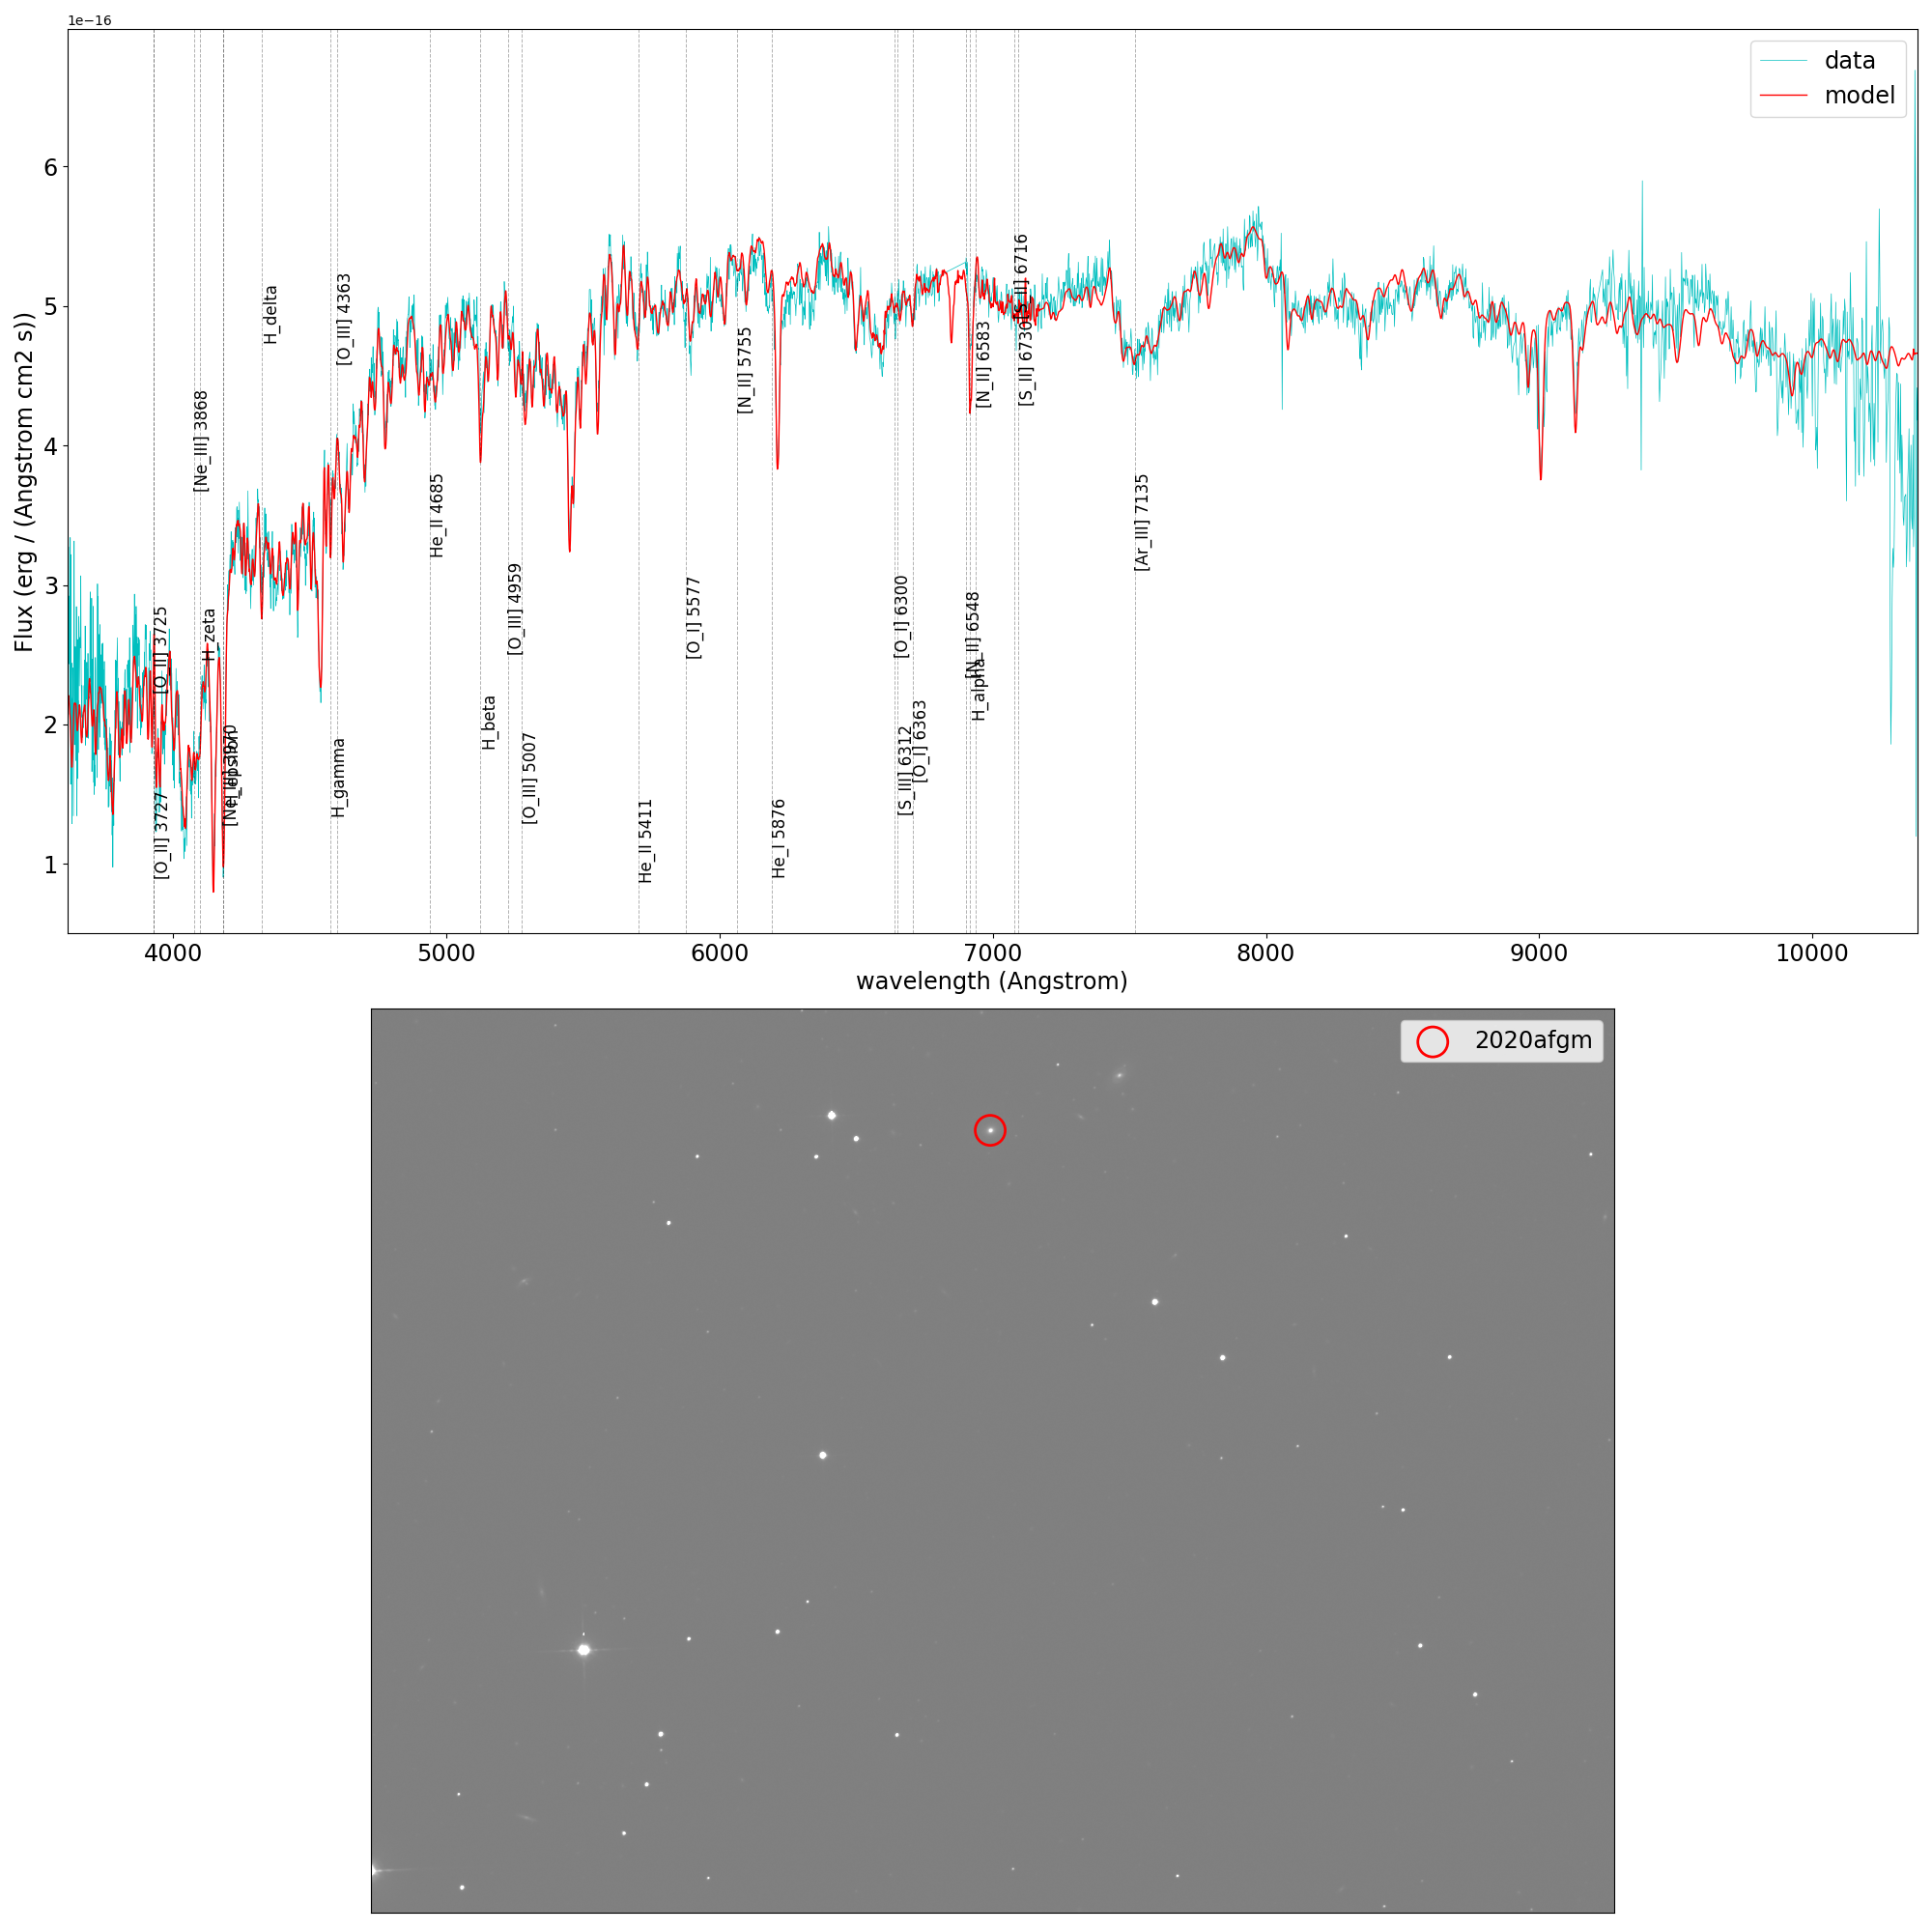 1e−16
data
model
Flux (erg / (Angstrom cm2 s))
6
5
4
3
2
1
[O_II] 3725
[O_II] 3727
[Ne_III] 3868
H_zeta
[Ne_III] 3970
H_epsilon
H_delta
H_gamma
[O_III] 4363
He_II 4685
H_beta
[O_III] 4959
[O_III] 5007
He_II 5411
[O_I] 5577
[N_II] 5755
He_I 5876
[O_I] 6300
[S_III] 6312
[O_I] 6363
[N_II] 6548
H_alpha
[N_II] 6583
[S_II] 6716
[S_II] 6730
[Ar_III] 7135
4000 5000 6000 7000 8000 9000 10000
wavelength (Angstrom)
2020afgm